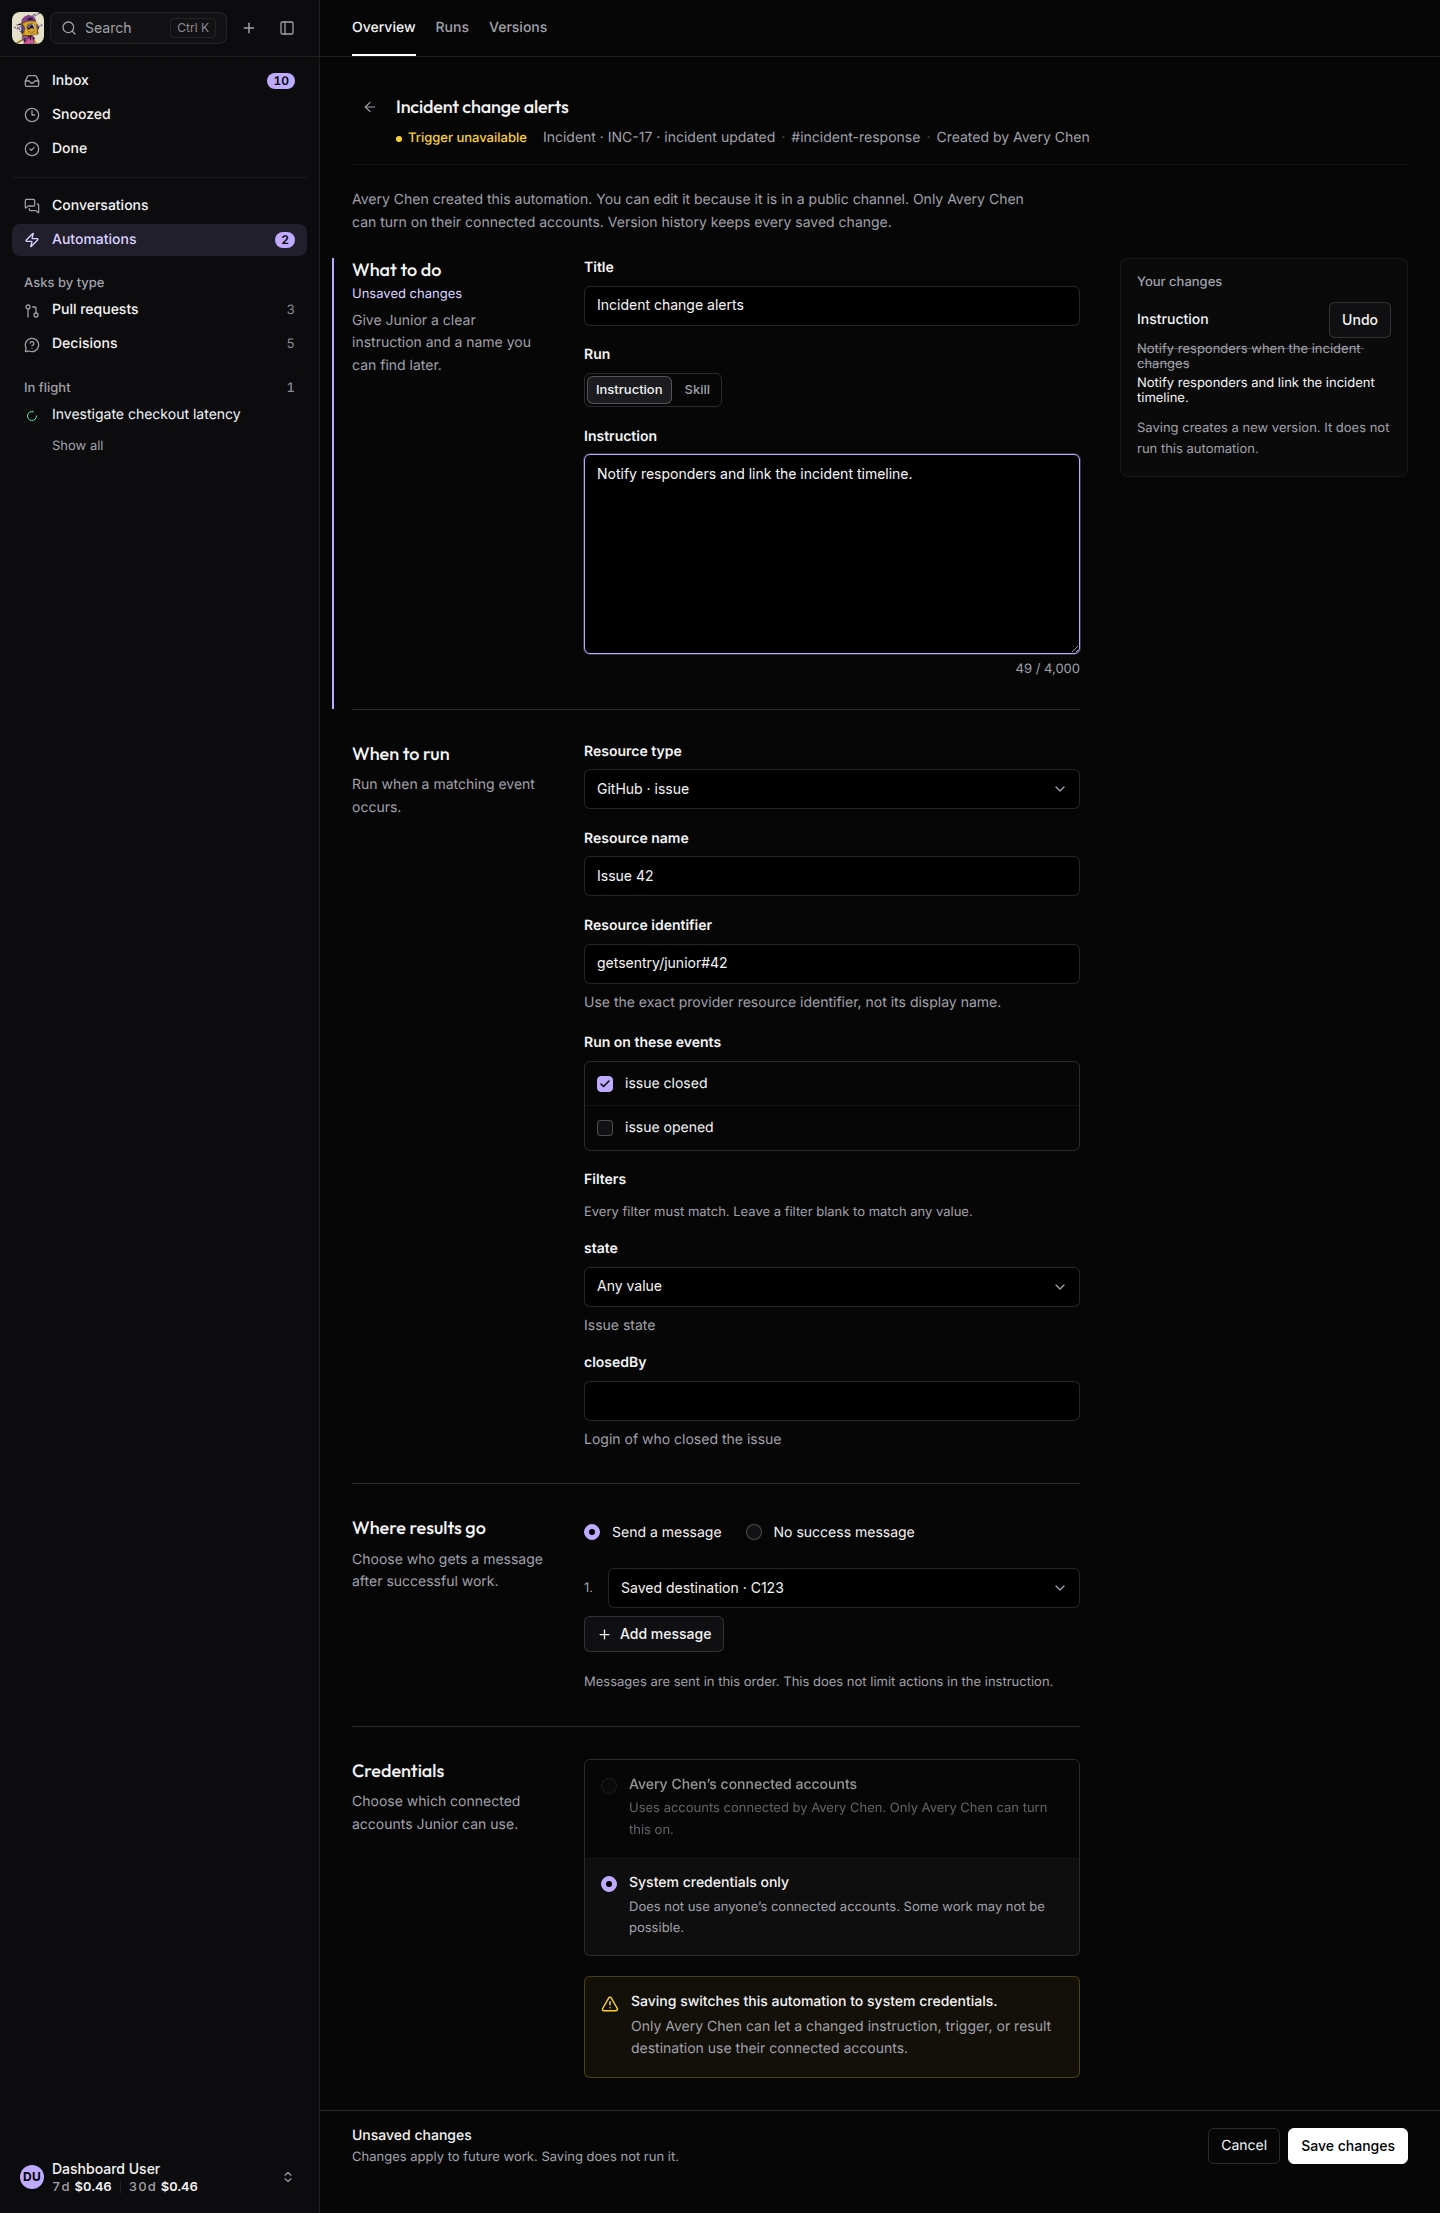 Search
Ctrl K
Inbox
10
Snoozed
Done
Conversations
Automations
2
Asks by type
Pull requests
3
Decisions
5
In flight
1
Investigate checkout latency
Show all
DU
Dashboard User
7d $0.46 | 30d $0.46
Overview
Runs
Versions
Incident change alerts
Trigger unavailable
Incident · INC-17 · incident updated · #incident-response · Created by Avery Chen
Avery Chen created this automation. You can edit it because it is in a public channel. Only Avery Chen
can turn on their connected accounts. Version history keeps every saved change.
What to do
Unsaved changes
Give Junior a clear
instruction and a name you
can find later.
Title
Incident change alerts
Run
Instruction
Skill
Instruction
Notify responders and link the incident timeline.
49 / 4,000
Your changes
Instruction
Undo
Notify responders when the incident
changes
Notify responders and link the incident
timeline.
Saving creates a new version. It does not
run this automation.
When to run
Run when a matching event
occurs.
Resource type
GitHub · issue
Resource name
Issue 42
Resource identifier
getsentry/junior#42
Use the exact provider resource identifier, not its display name.
Run on these events
issue closed
issue opened
Filters
Every filter must match. Leave a filter blank to match any value.
state
Any value
Issue state
closedBy
Login of who closed the issue
Where results go
Choose who gets a message
after successful work.
Send a message
No success message
1.
Saved destination · C123
Add message
Messages are sent in this order. This does not limit actions in the instruction.
Credentials
Choose which connected
accounts Junior can use.
Avery Chen’s connected accounts
Uses accounts connected by Avery Chen. Only Avery Chen can turn
this on.
System credentials only
Does not use anyone’s connected accounts. Some work may not be
possible.
Saving switches this automation to system credentials.
Only Avery Chen can let a changed instruction, trigger, or result
destination use their connected accounts.
Unsaved changes
Changes apply to future work. Saving does not run it.
Cancel
Save changes